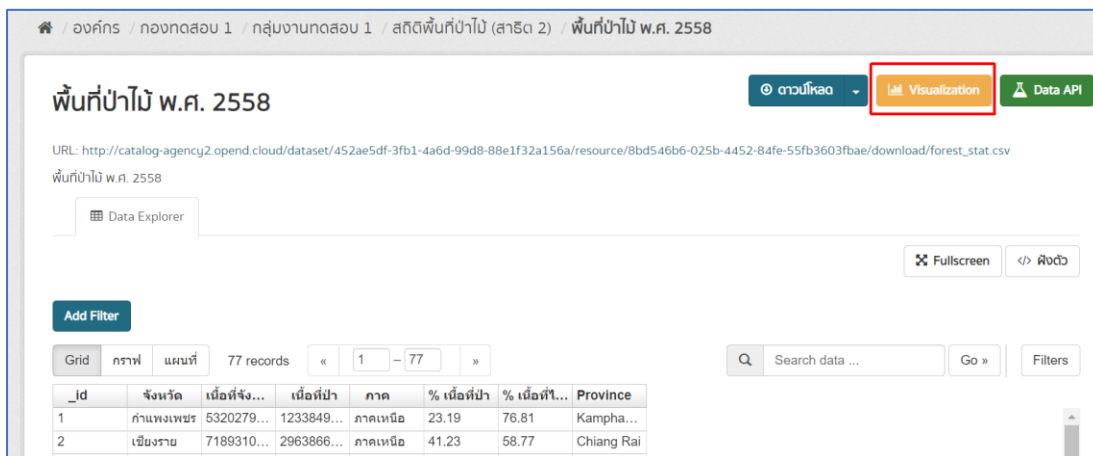 / องค์กร / กองทดสอบ 1 / กลุ่มงานทดสอบ 1 / สถิติพื้นที่ป่าไม้ (สาธิต 2) / พื้นที่ป่าไม้ พ.ศ. 2558
พื้นที่ป่าไม้ พ.ศ. 2558
ดาวน์โหลด Visualization Data API
URL: http://catalog-agency2.opend.cloud/dataset/452ae5df-3fb1-4a6d-99d8-88e1f32a156a/resource/8bd546b6-025b-4452-84fe-55fb3603fbae/download/forest_stat.csv
พื้นที่ป่าไม้ พ.ศ. 2558
Data Explorer
Fullscreen </> ฝังตัว
Add Filter
Grid กราฟ แผนที่ 77 records « 1 – 77 » Search data ... Go » Filters
_id จังหวัด เนื้อที่จัง... เนื้อที่ป่า ภาค % เนื้อที่ป่า % เนื้อที่ไ... Province
1 กำแพงเพชร 5320279... 1233849... ภาคเหนือ 23.19 76.81 Kampha...
2 เชียงราย 7189310... 2963866... ภาคเหนือ 41.23 58.77 Chiang Rai